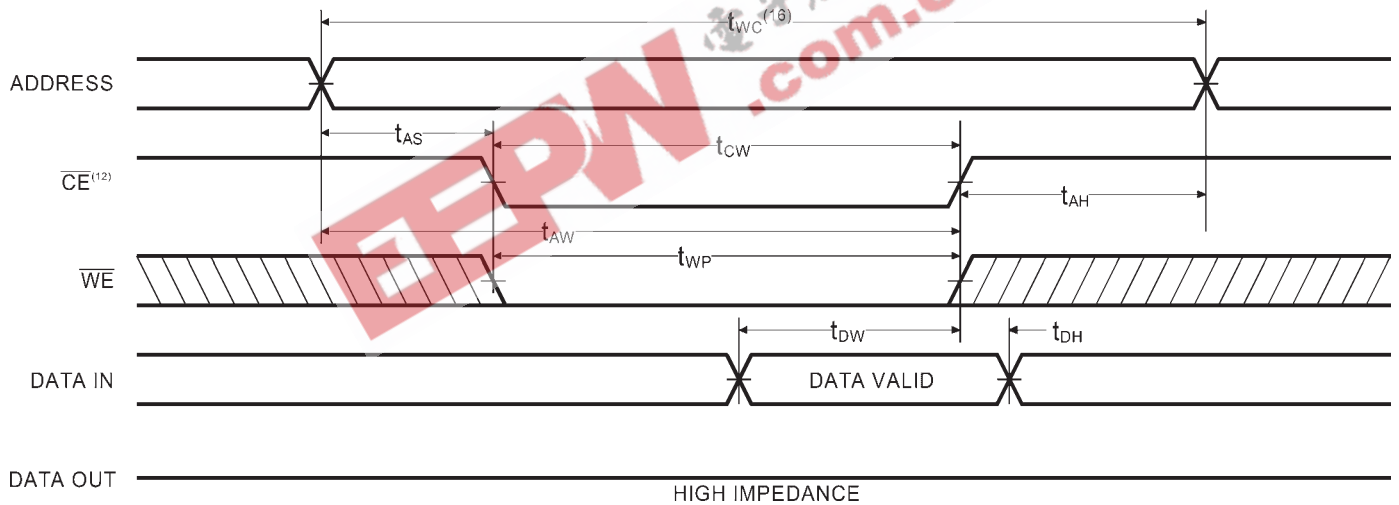 tWC(16)
ADDRESS
tAS
tCW
CE(12)
tAH
tAW
WE
tWP
tDW
tDH
DATA IN
DATA VALID
DATA OUT
HIGH IMPEDANCE
EEPW
.com.c